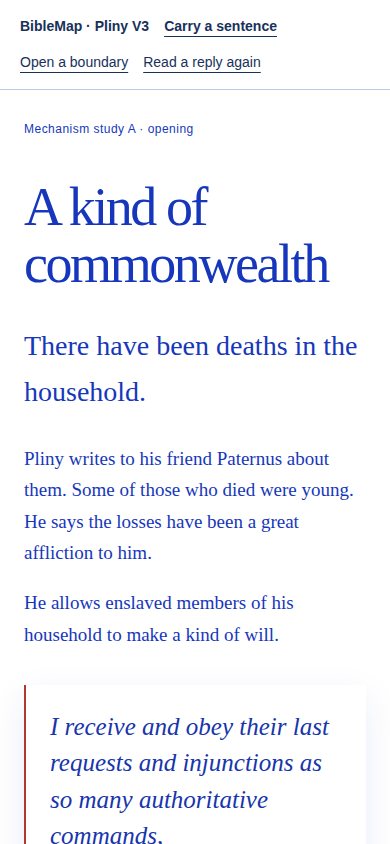 BibleMap · Pliny V3 Carry a sentence
Open a boundary Read a reply again
Mechanism study A · opening
A kind of
commonwealth
There have been deaths in the
household.
Pliny writes to his friend Paternus about
them. Some of those who died were young.
He says the losses have been a great
affliction to him.
He allows enslaved members of his
household to make a kind of will.
I receive and obey their last
requests and injunctions as
so many authoritative
commands,